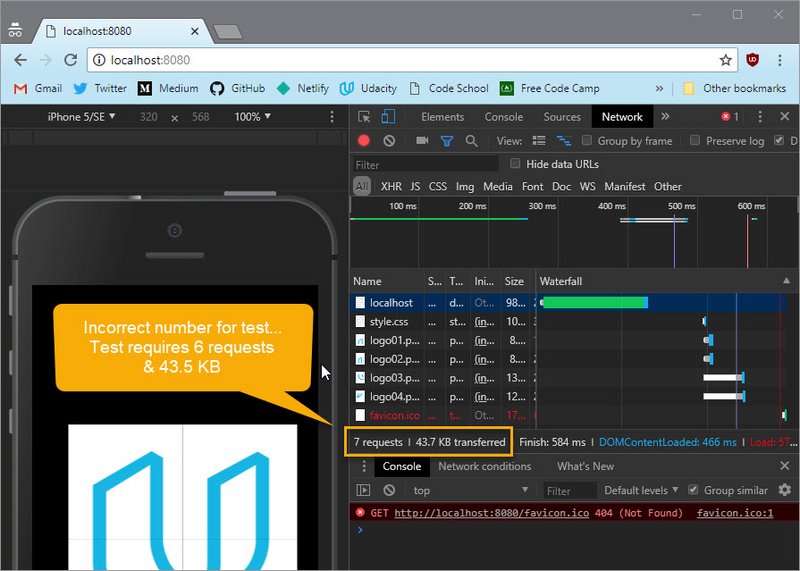 localhost:8080
localhost:8080
Gmail Twitter Medium GitHub Netlify Udacity Code School Free Code Camp » Other bookmarks
iPhone 5/SE ▼ 320 × 568 100% ▼
Elements Console Sources Network » 1
View: Group by frame Preserve log D
Filter Hide data URLs
All XHR JS CSS Img Media Font Doc WS Manifest Other
100 ms 200 ms 300 ms 400 ms 500 ms 600 ms
Name S... T... Ini... Size Waterfall
localhost ... d... Ot... 98...
style.css ... st... (in... 10...
logo01.p... ... p... (in... 8...
logo02.p... ... p... (in... 8...
logo03.p... ... p... (in... 13...
logo04.p... ... p... (in... 12...
favicon.ico ... t... Ot... 17...
Incorrect number for test...
Test requires 6 requests
& 43.5 KB
7 requests | 43.7 KB transferred | Finish: 584 ms | DOMContentLoaded: 466 ms | Load: 57...
Console Network conditions What's New
top ▼ Filter Default levels ▼ Group similar
GET http://localhost:8080/favicon.ico 404 (Not Found) favicon.ico:1